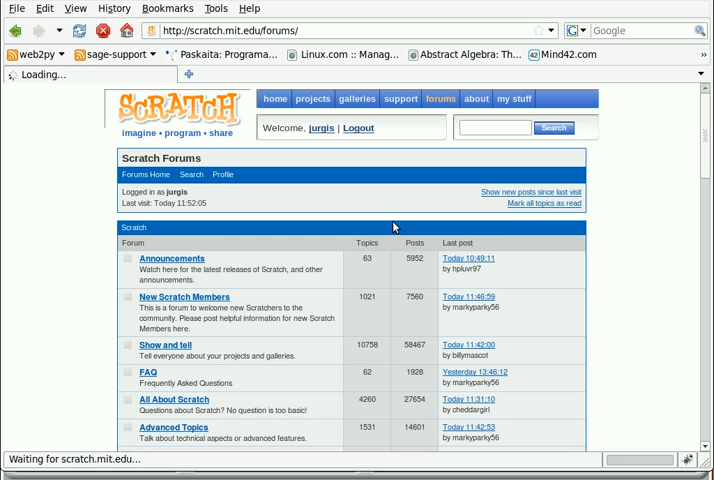 File Edit View History Bookmarks Tools Help
http://scratch.mit.edu/forums/ Google
web2py sage-support Paskaita: Programa... Linux.com :: Manag... Abstract Algebra: Th... 42 Mind42.com »
Loading...
SCRATCH
imagine • program • share
home projects galleries support forums about my stuff
Welcome, jurgis | Logout Search
Scratch Forums
Forums Home Search Profile
Logged in as jurgis Show new posts since last visit
Last visit: Today 11:52:05 Mark all topics as read
Scratch
Forum Topics Posts Last post
Announcements 63 5952 Today 10:49:11
Watch here for the latest releases of Scratch, and other by hpluvr97
announcements.
New Scratch Members 1021 7560 Today 11:46:59
This is a forum to welcome new Scratchers to the by markyparky56
community. Please post helpful information for new Scratch
Members here.
Show and tell 10758 58467 Today 11:42:00
Tell everyone about your projects and galleries. by billymascot
FAQ 62 1928 Yesterday 13:46:12
Frequently Asked Questions by markyparky56
All About Scratch 4260 27654 Today 11:31:10
Questions about Scratch? No question is too basic! by cheddargirl
Advanced Topics 1531 14601 Today 11:42:53
Talk about technical aspects or advanced features. by markyparky56
Waiting for scratch.mit.edu...